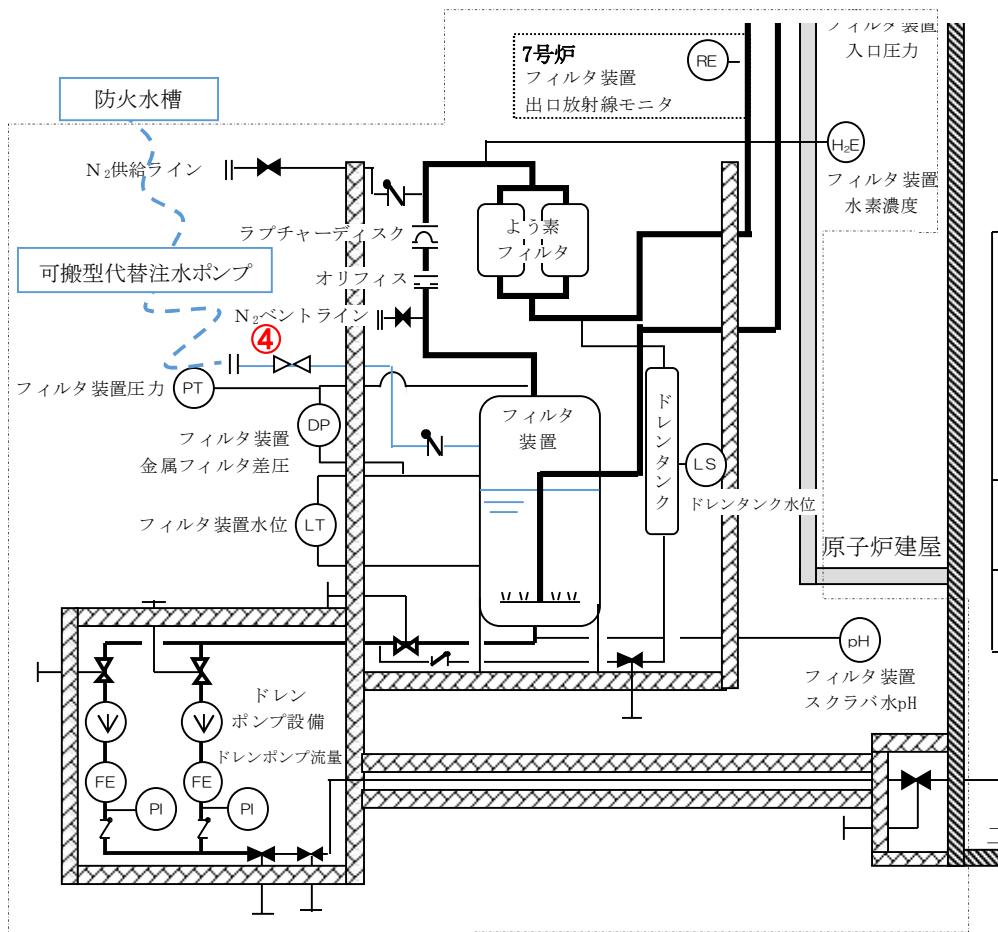 フィルタ装置
入口圧力
7号炉
フィルタ装置
出口放射線モニタ
RE
防火水槽
H₂E
N₂供給ライン
フィルタ装置
水素濃度
ラプチャーディスク
よう素
フィルタ
可搬型代替注水ポンプ
オリフィス
N₂ベントライン
④
フィルタ装置圧力
PT
フィルタ
装置
ドレンタンク
DP
フィルタ装置
金属フィルタ差圧
LS
ドレンタンク水位
フィルタ装置水位
LT
原子炉建屋
pH
フィルタ装置
スクラバ水pH
ドレン
ポンプ設備
ドレンポンプ流量
FE
FE
PI
PI